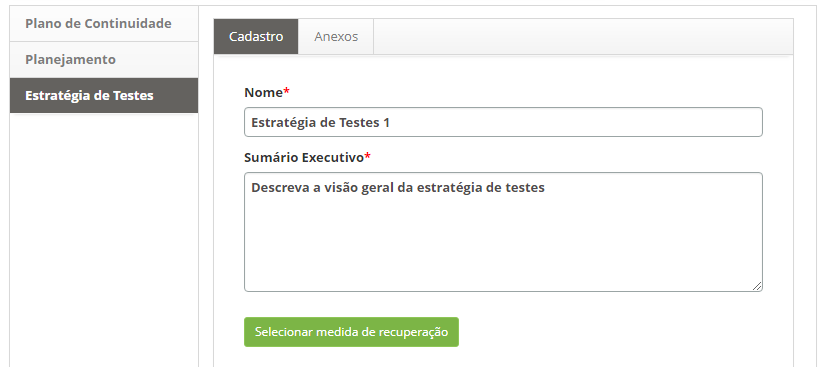 Plano de Continuidade
Planejamento
Estratégia de Testes
Cadastro
Anexos
Nome*
Estratégia de Testes 1
Sumário Executivo*
Descreva a visão geral da estratégia de testes
Selecionar medida de recuperação